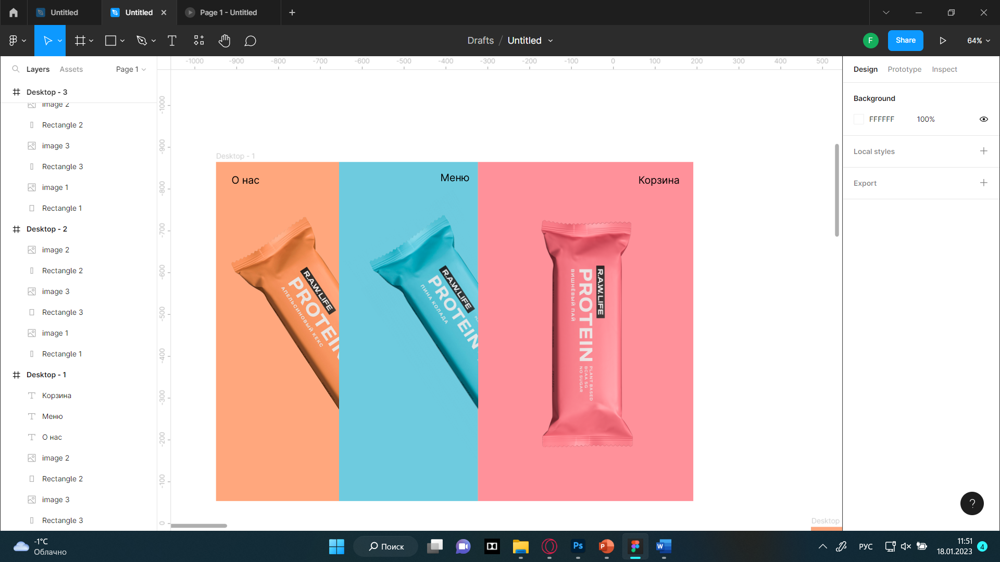 Untitled
Untitled
Page 1 - Untitled
Drafts / Untitled
F
Share
64%
Layers
Assets
Page 1
Desktop - 3
image 2
Rectangle 2
image 3
Rectangle 3
image 1
Rectangle 1
Desktop - 2
image 2
Rectangle 2
image 3
Rectangle 3
image 1
Rectangle 1
Desktop - 1
Корзина
Меню
О нас
image 2
Rectangle 2
image 3
Rectangle 3
-1000 -900 -800 -700 -600 -500 -400 -300 -200 -100 0 100 200 300 400 500
-1000
-900
-800
-700
-600
-500
-400
-300
-200
-100
0
Desktop - 1
О нас
Меню
Корзина
R.A.W.LIFE
PROTEIN
АПЕЛЬСИНОВЫЙ КЕКС
R.A.W.LIFE
PROTEIN
ПИНА КОЛАДА
R.A.W.LIFE
PROTEIN
ВИШНЁВЫЙ ПАЙ
PLANT BASED
BCAA 5G
NO SUGAR
Desktop
Design
Prototype
Inspect
Background
FFFFFF
100%
Local styles
Export
?
-1°C
Облачно
Поиск
Ps
P
W
РУС
11:51
18.01.2023
4